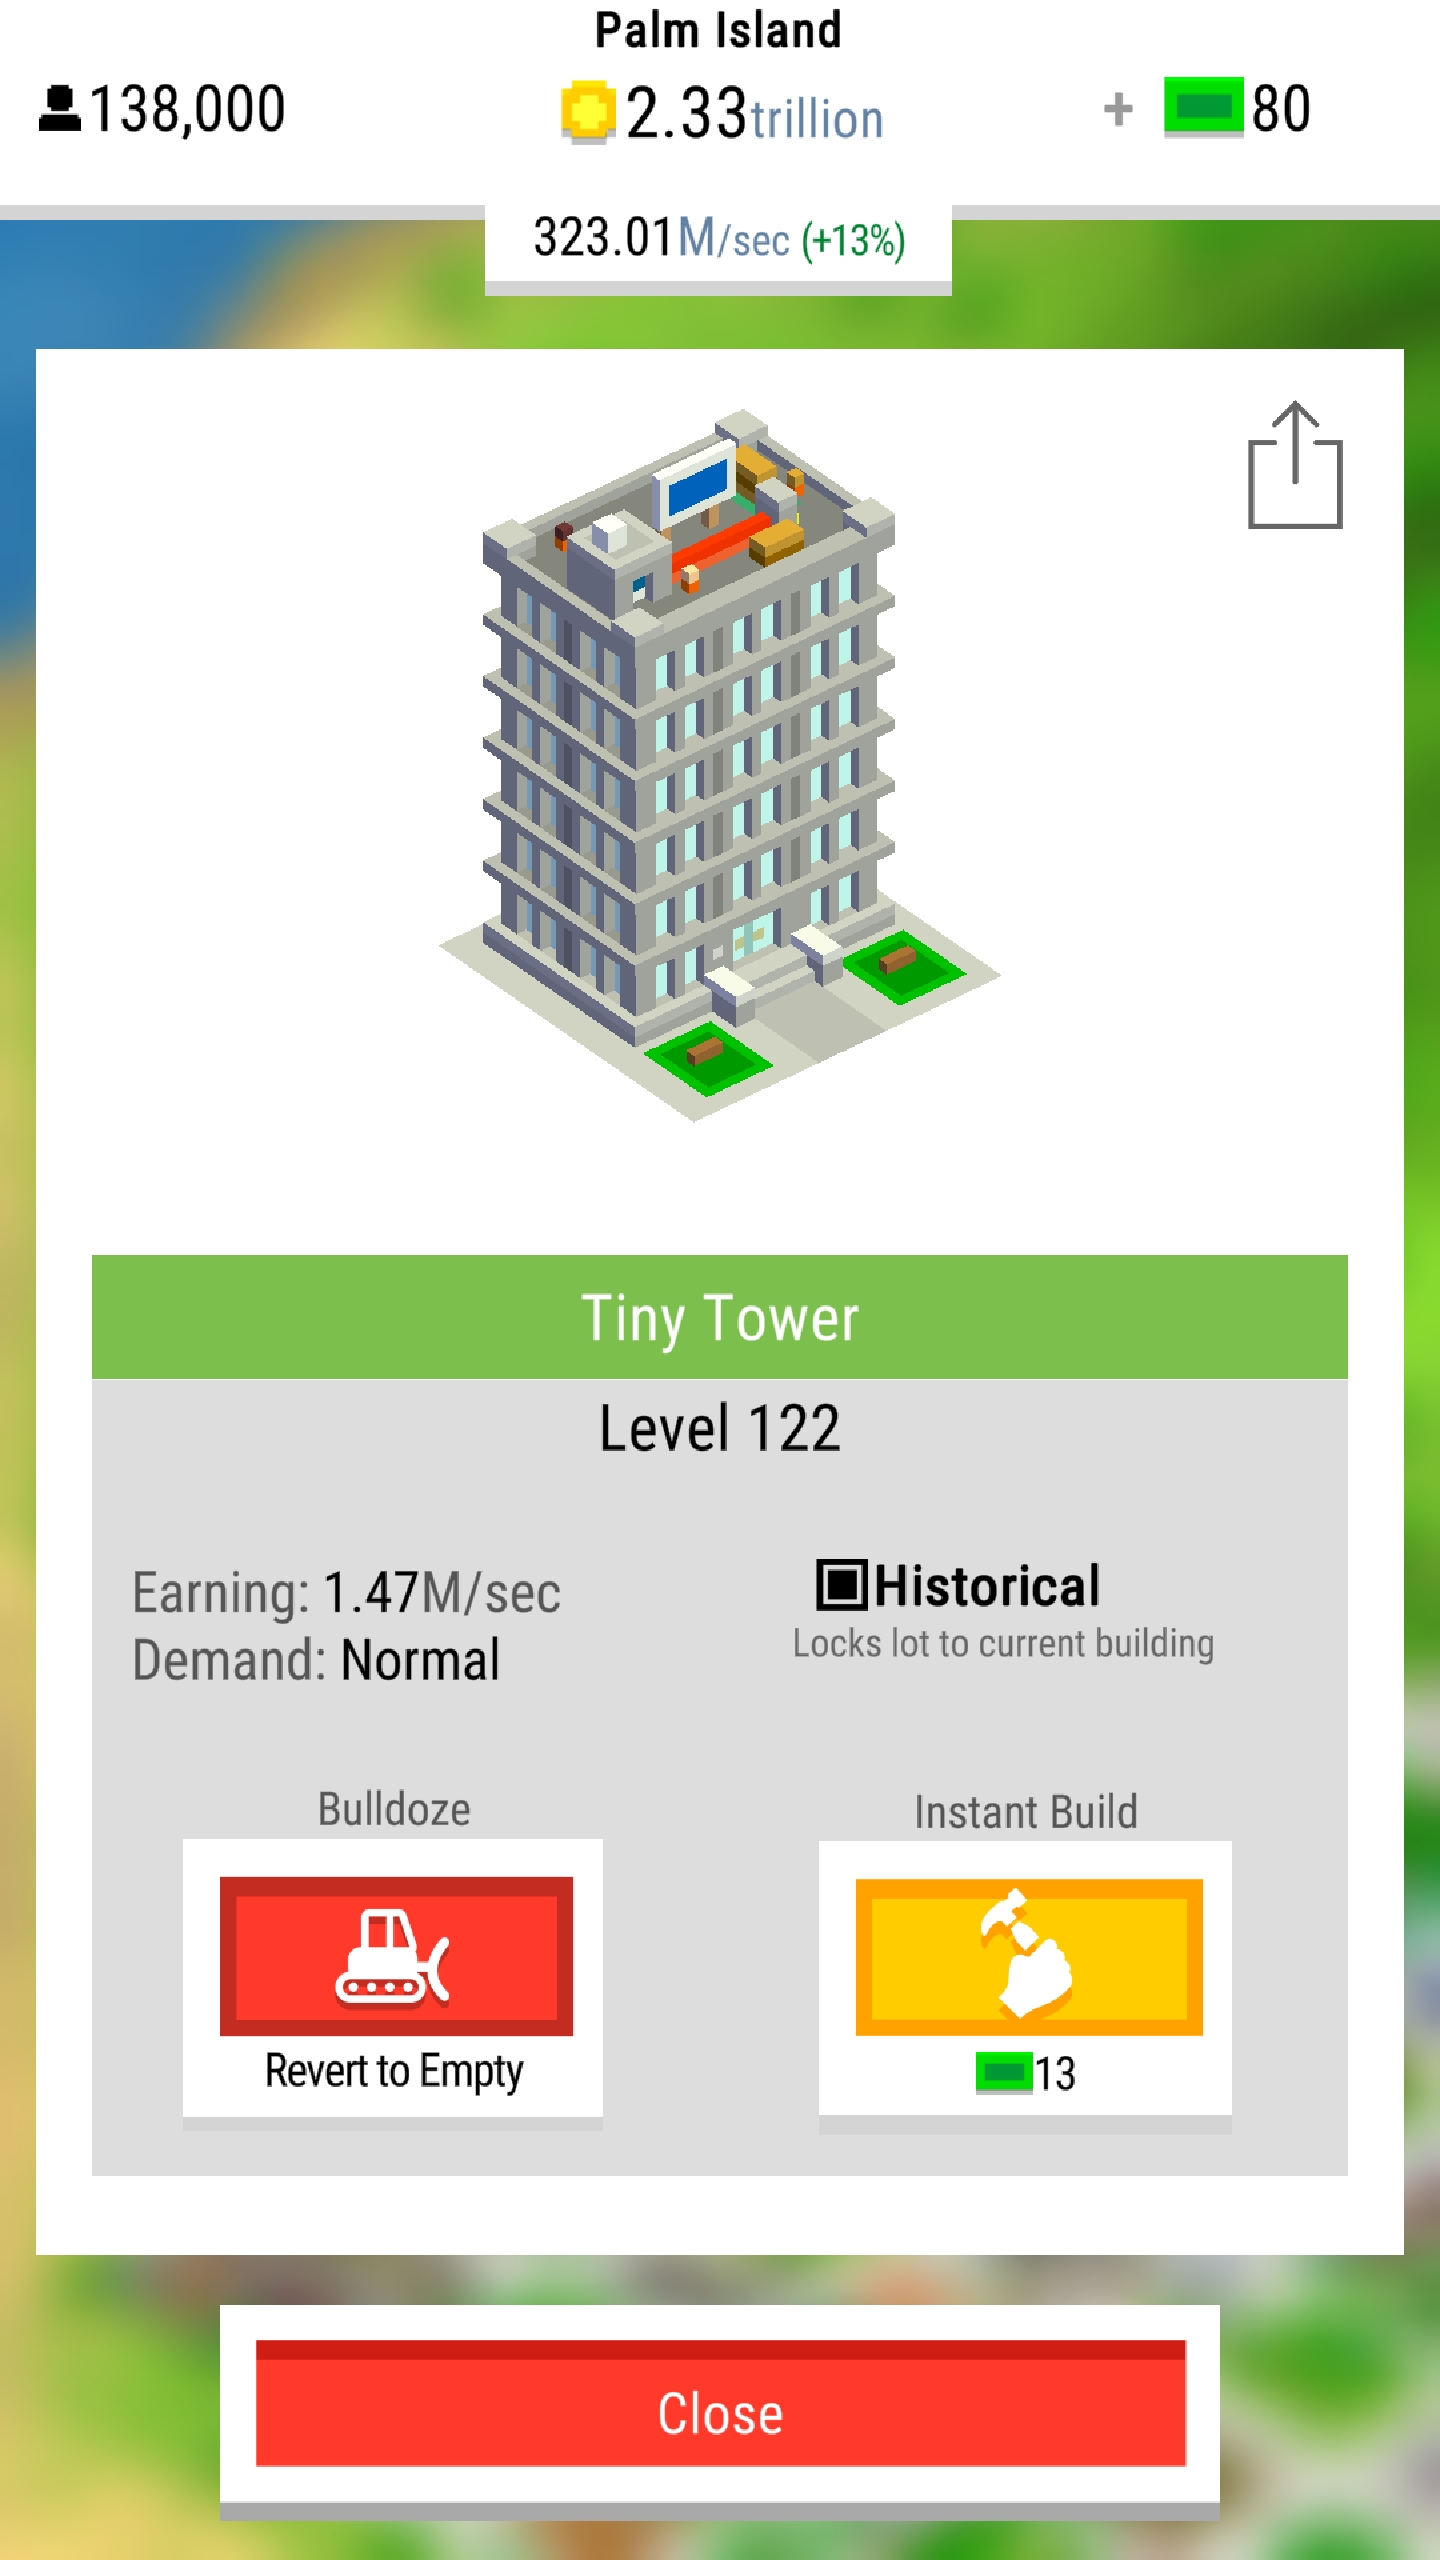 Palm Island
138,000
2.33trillion
+ 80
323.01M/sec (+13%)
Tiny Tower
Level 122
Earning: 1.47M/sec
Demand: Normal
Historical
Locks lot to current building
Bulldoze
Revert to Empty
Instant Build
13
Close